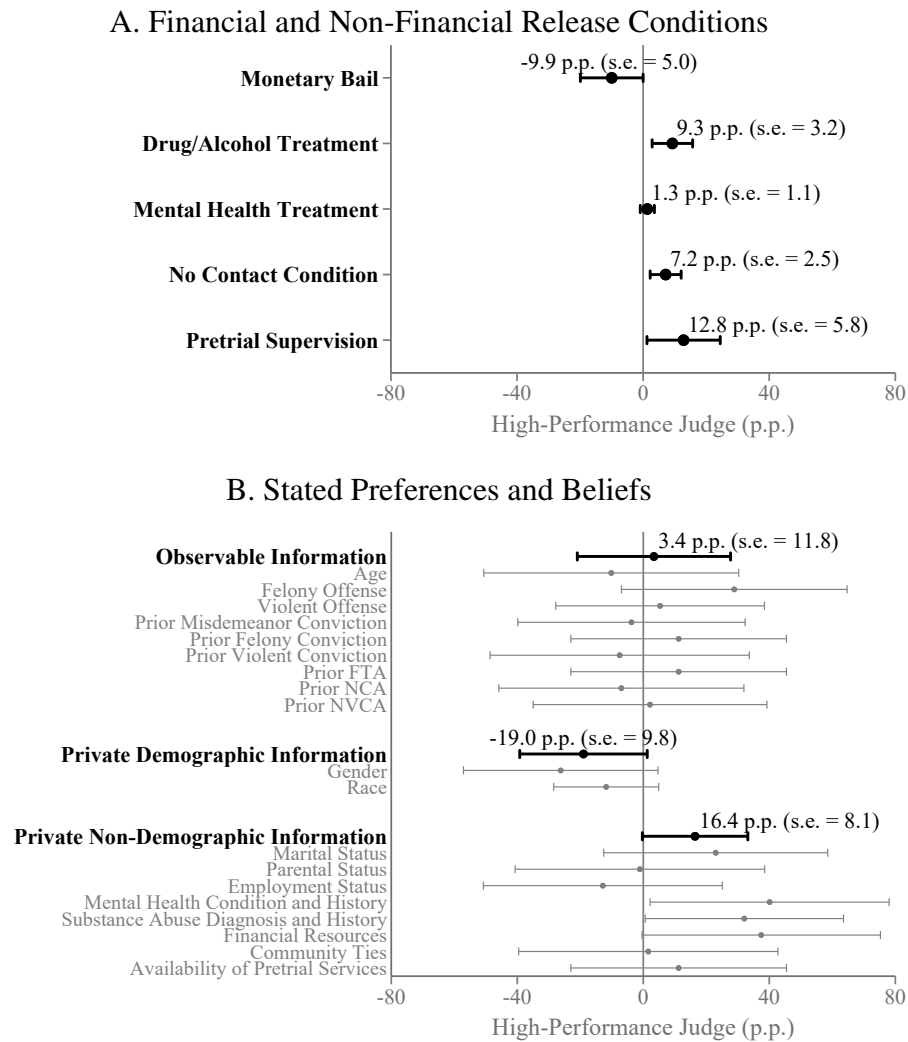 A. Financial and Non-Financial Release Conditions
-9.9 p.p. (s.e. = 5.0)
Monetary Bail
9.3 p.p. (s.e. = 3.2)
Drug/Alcohol Treatment
1.3 p.p. (s.e. = 1.1)
Mental Health Treatment
7.2 p.p. (s.e. = 2.5)
No Contact Condition
12.8 p.p. (s.e. = 5.8)
Pretrial Supervision
-80 -40 0 40 80
High-Performance Judge (p.p.)
B. Stated Preferences and Beliefs
3.4 p.p. (s.e. = 11.8)
Observable Information
Age
Felony Offense
Violent Offense
Prior Misdemeanor Conviction
Prior Felony Conviction
Prior Violent Conviction
Prior FTA
Prior NCA
Prior NVCA
-19.0 p.p. (s.e. = 9.8)
Private Demographic Information
Gender
Race
16.4 p.p. (s.e. = 8.1)
Private Non-Demographic Information
Marital Status
Parental Status
Employment Status
Mental Health Condition and History
Substance Abuse Diagnosis and History
Financial Resources
Community Ties
Availability of Pretrial Services
-80 -40 0 40 80
High-Performance Judge (p.p.)